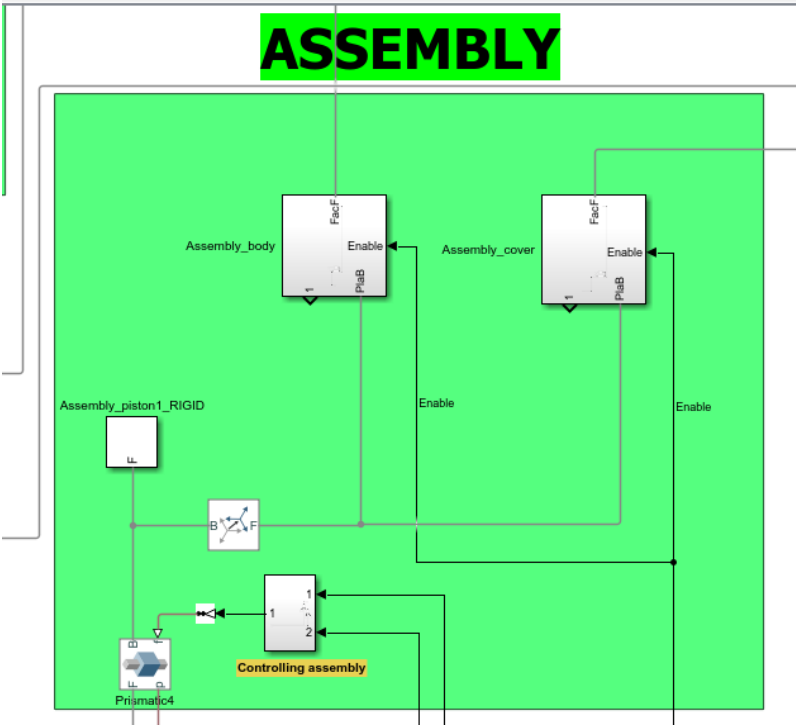 ASSEMBLY
FacF
FacF
Assembly_body
Enable
Assembly_cover
Enable
1
PlaB
1
PlaB
Enable
Enable
Assembly_piston1_RIGID
F
B
F
1
1
2
B
f
Controlling assembly
F
p
Prismatic4